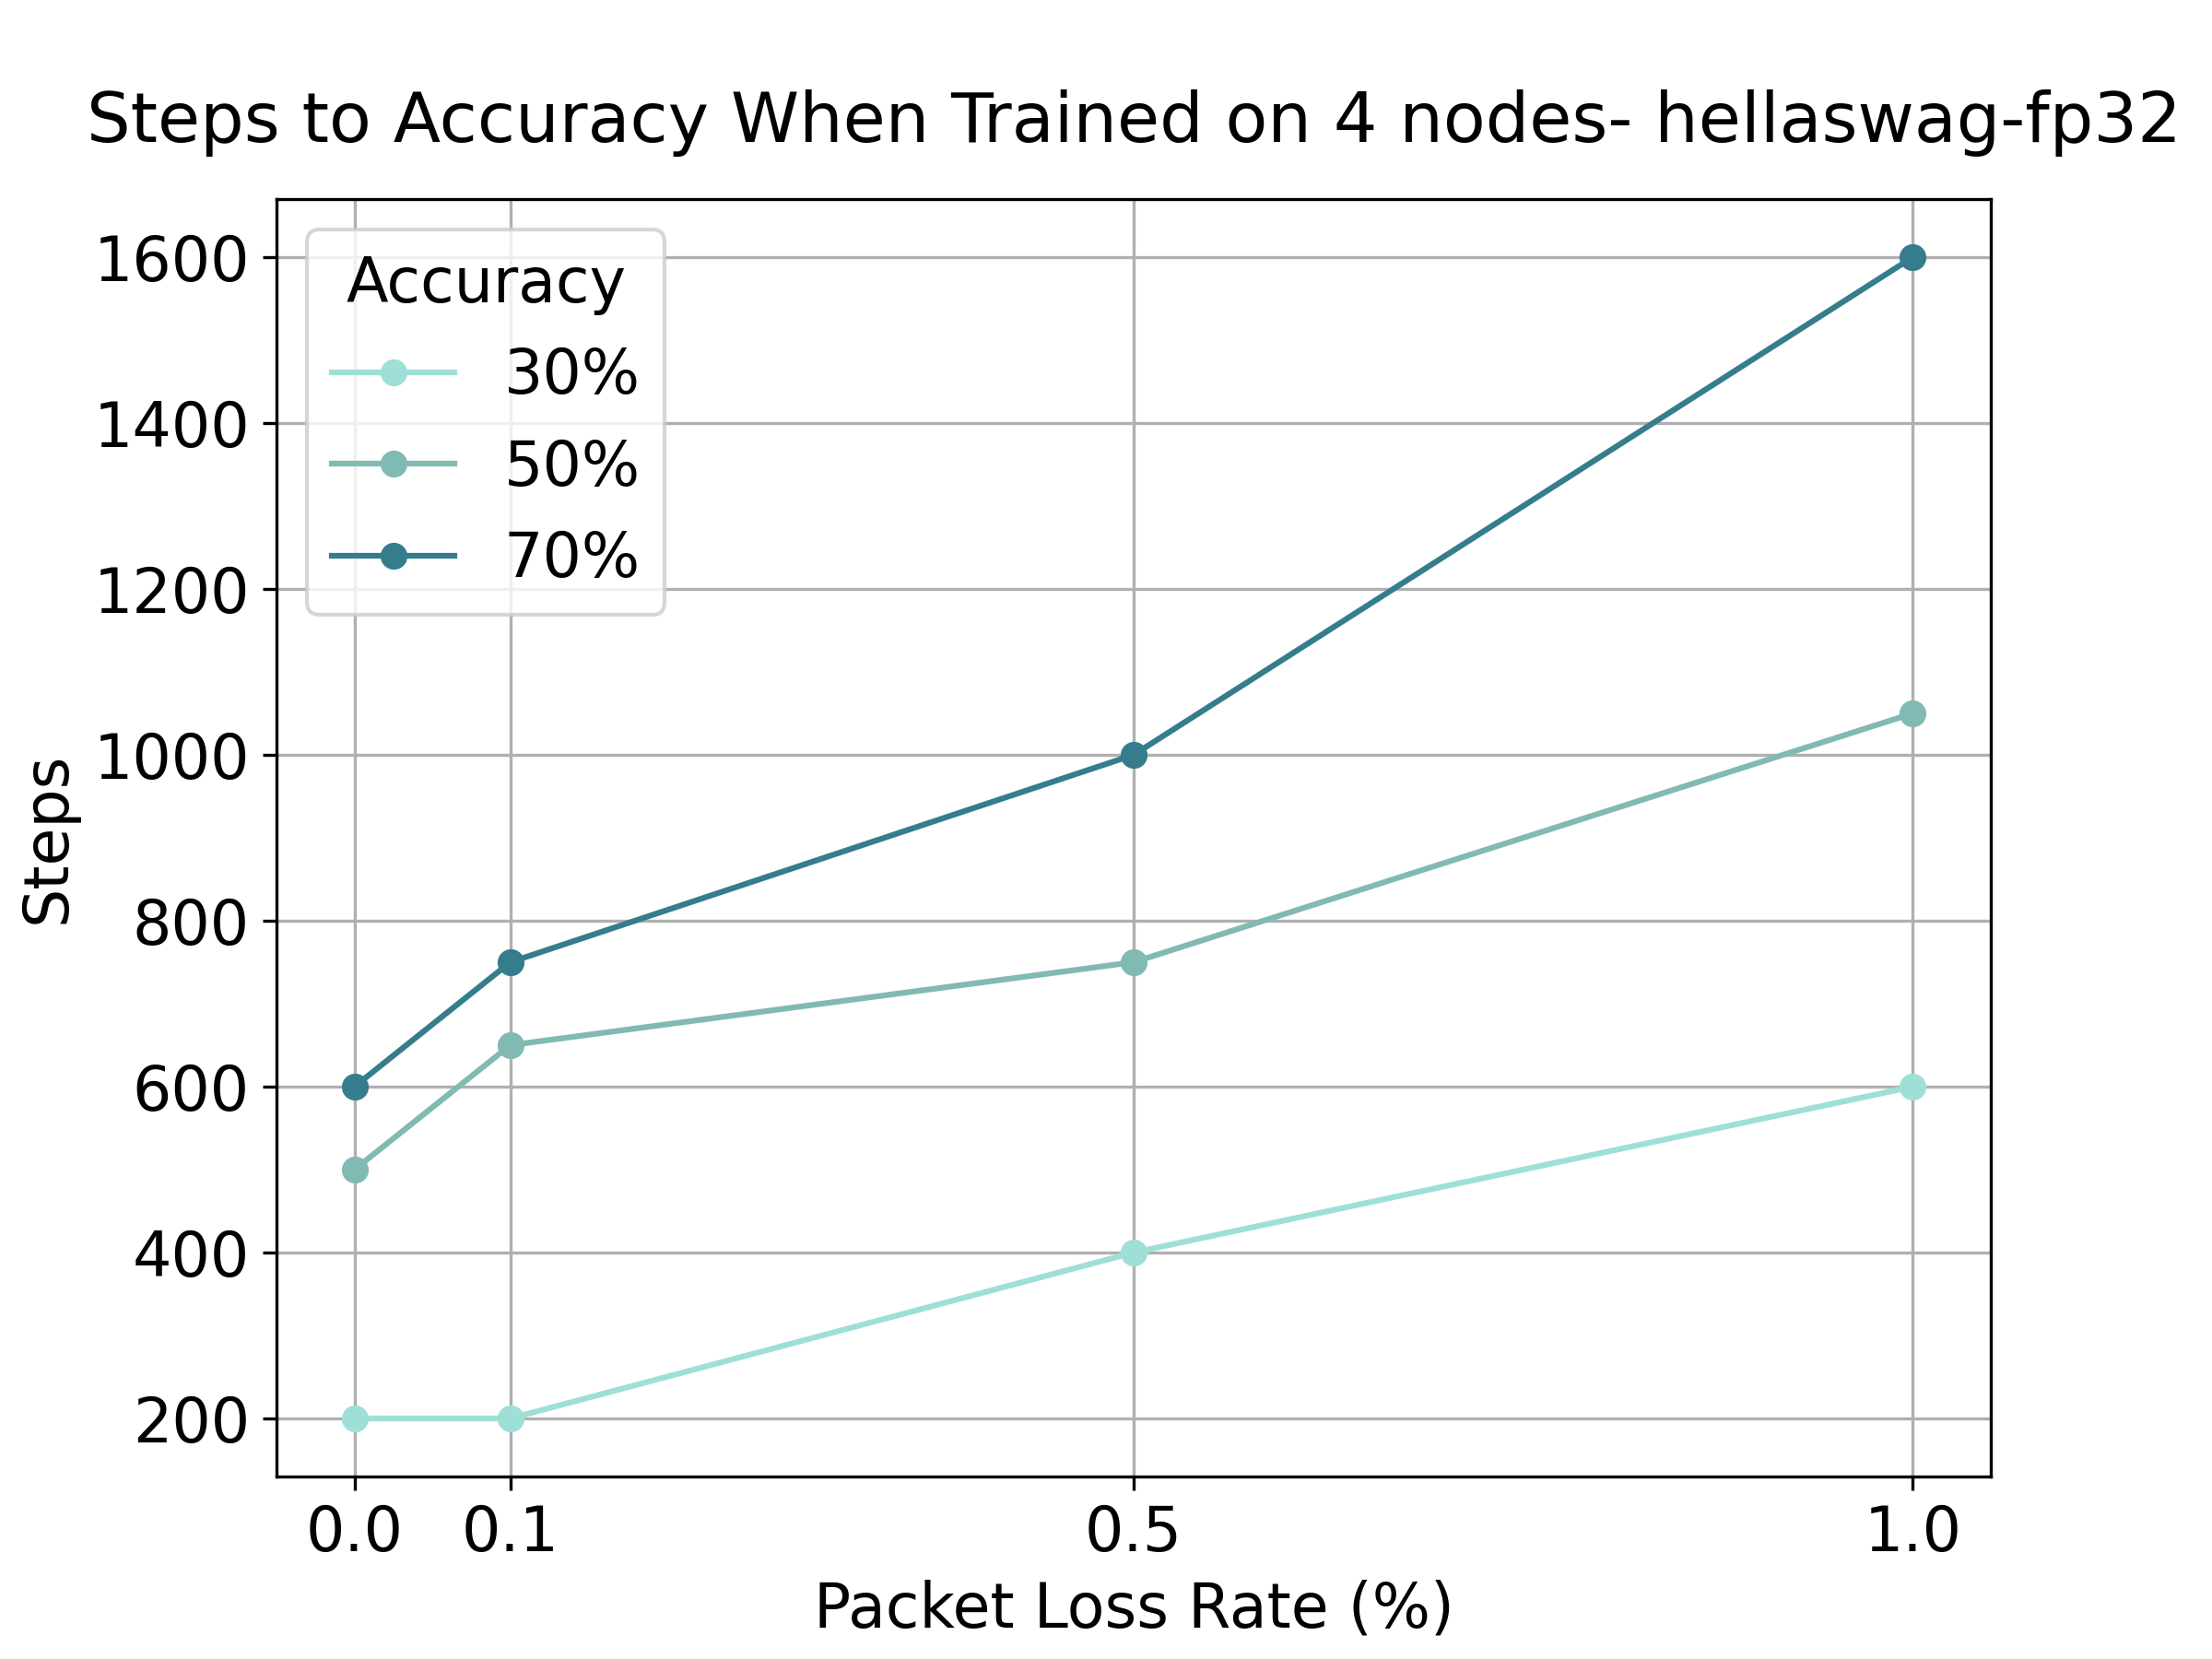 Steps to Accuracy When Trained on 4 nodes- hellaswag-fp32
1600
1400
1200
1000
800
600
400
200
Steps
Accuracy
30%
50%
70%
0.0 0.1 0.5 1.0
Packet Loss Rate (%)